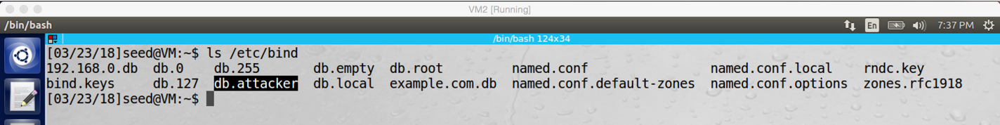 VM2 [Running]
/bin/bash En 7:37 PM
/bin/bash 124x34
[03/23/18]seed@VM:~$ ls /etc/bind
192.168.0.db db.0 db.255 db.empty db.root named.conf named.conf.local rndc.key
bind.keys db.127 db.attacker db.local example.com.db named.conf.default-zones named.conf.options zones.rfc1918
[03/23/18]seed@VM:~$